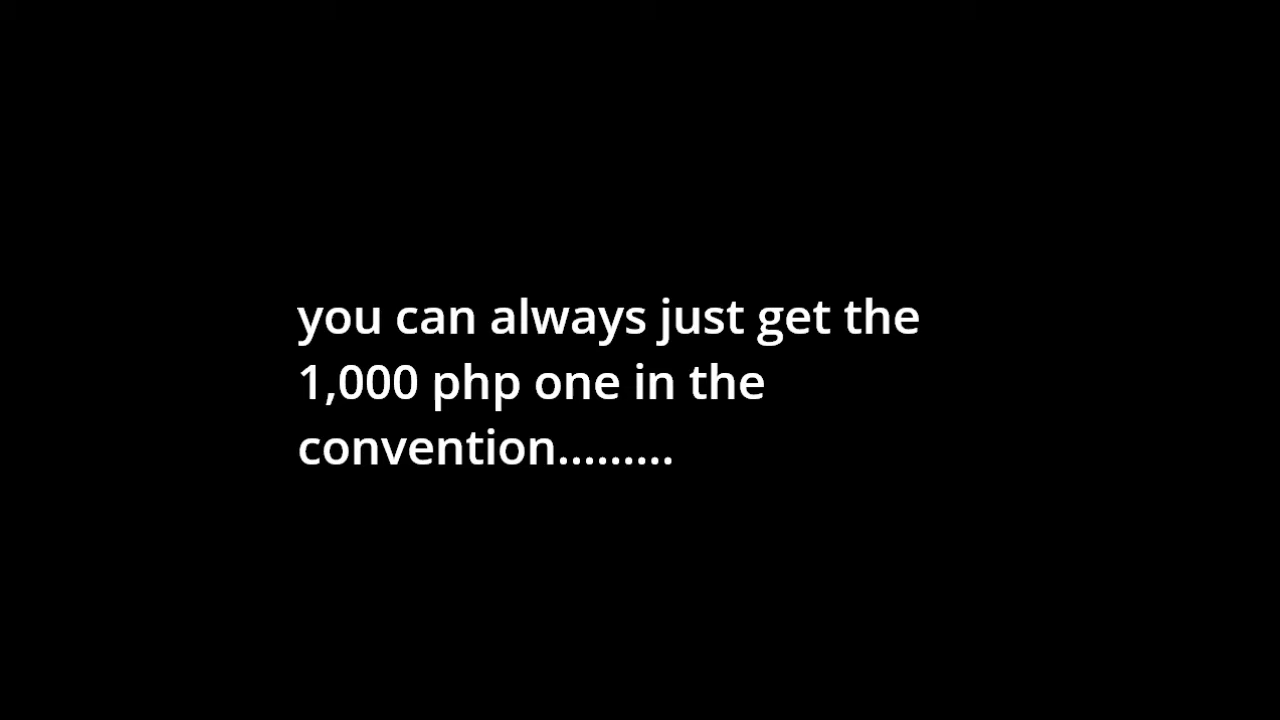 you can always just get the
1,000 php one in the
convention.........